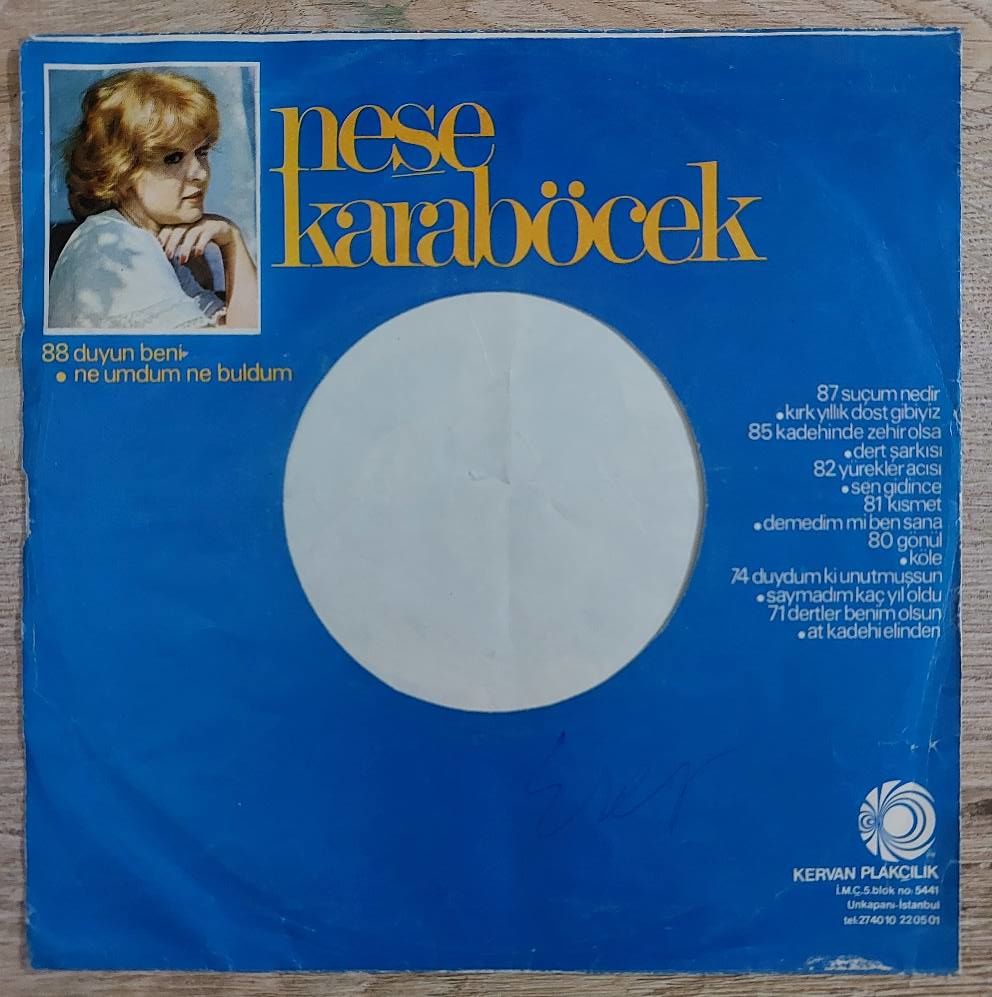 neşe
karaböcek
88 duyun beni-
• ne umdum ne buldum
87 suçum nedir
• kırk yıllık dost gibiyiz
85 kadehinde zehir olsa
• dert şarkısı
82 yürekler acısı
• sen gidince
81 kısmet
• demedim mi ben sana
80 gönül
• köle
74 duydum ki unutmuşsun
• saymadım kaç yıl oldu
71 dertler benim olsun
• at kadehi elinden
KERVAN PLAKÇILIK
İ.M.Ç.5.blok no: 5441
Unkapanı-İstanbul
tel:274010 220501